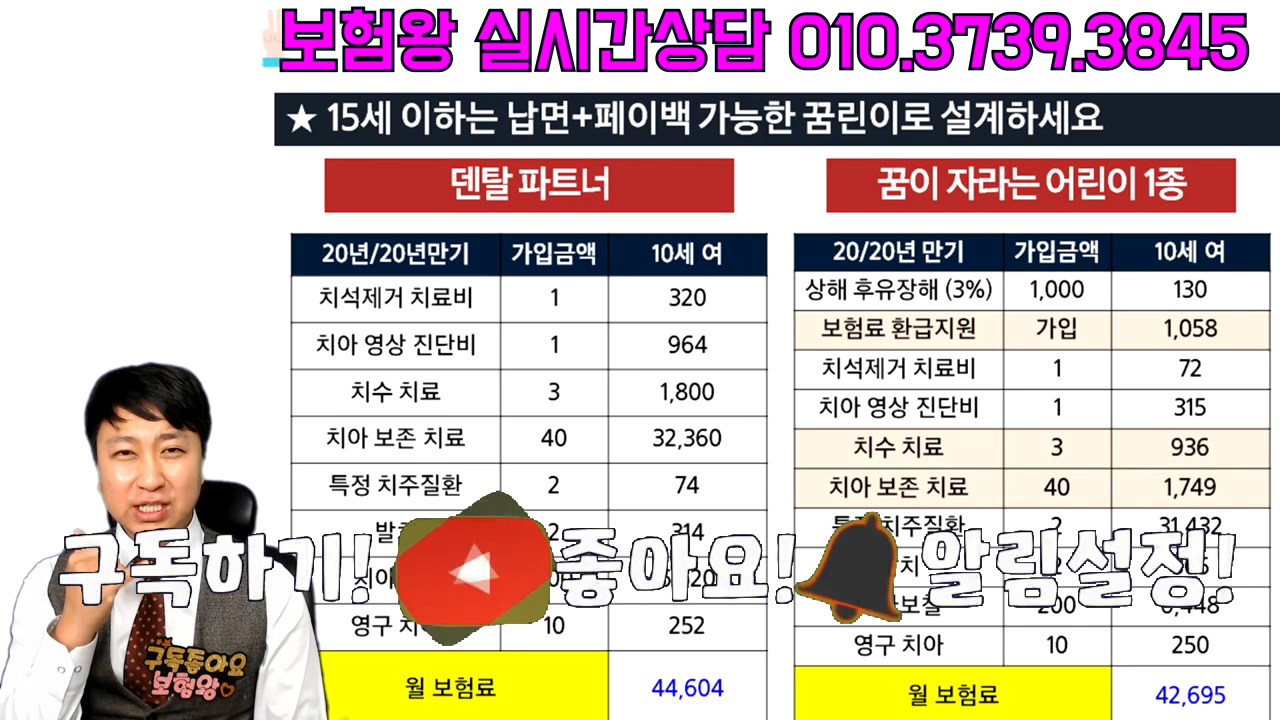 보험왕 실시간상담 010.3739.3845
★ 15세 이하는 납면+페이백 가능한 꿈린이로 설계하세요
덴탈 파트너
20년/20년만기 가입금액 10세 여
치석제거 치료비 1 320
치아 영상 진단비 1 964
치수 치료 3 1,800
치아 보존 치료 40 32,360
특정 치주질환 2 74
2 314
영구 10 252
월 보험료 44,604
꿈이 자라는 어린이 1종
20/20년 만기 가입금액 10세 여
상해 후유장해 (3%) 1,000 130
보험료 환급지원 가입 1,058
치석제거 치료비 1 72
치아 영상 진단비 1 315
치수 치료 3 936
치아 보존 치료 40 1,749
특정 치주질환 2 31,432
200
영구 치아 10 250
월 보험료 42,695
구독하기! 좋아요! 알림설정!
구독좋아요
보험왕